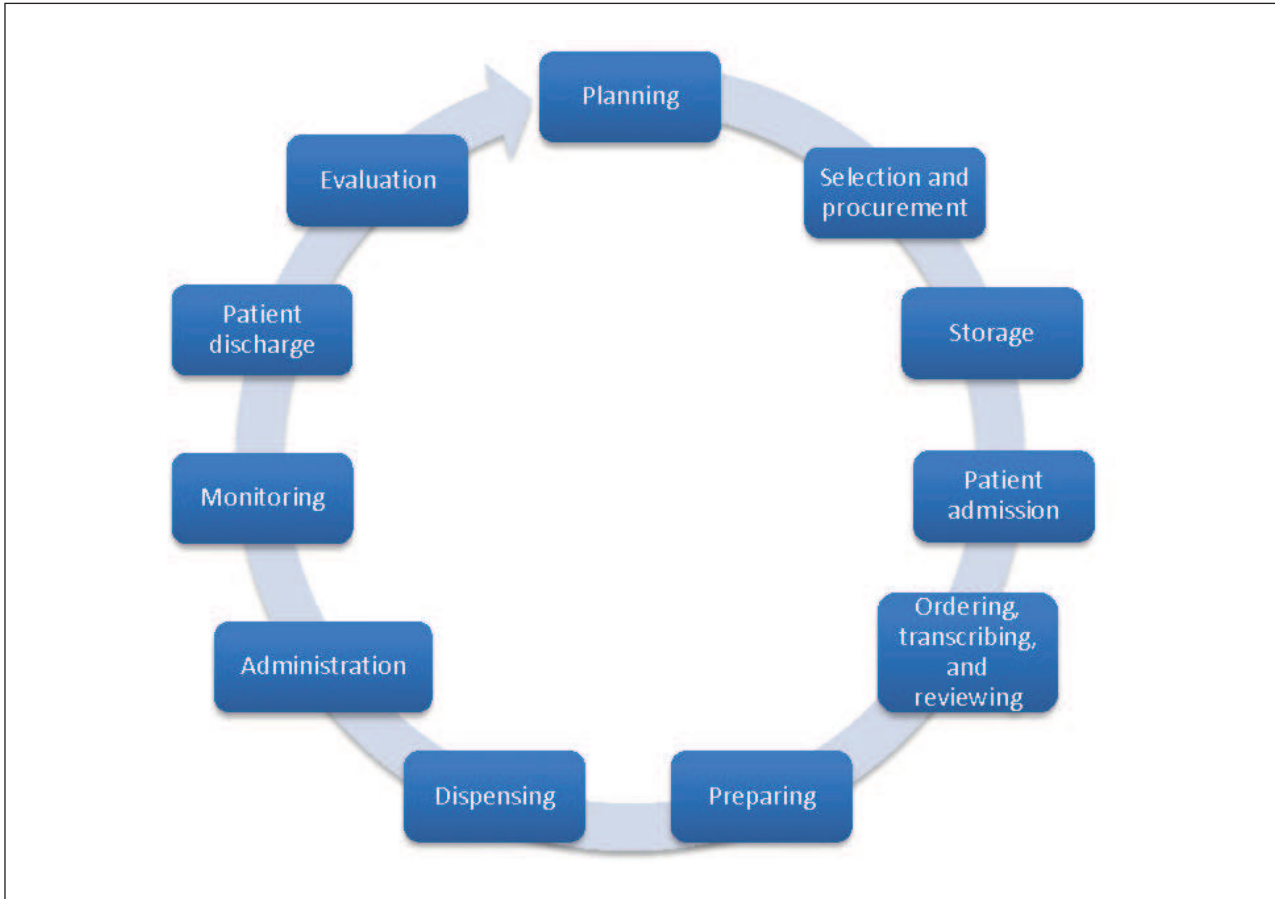 Planning
Selection and
procurement
Storage
Patient
admission
Ordering,
transcribing,
and
reviewing
Preparing
Dispensing
Administration
Monitoring
Patient
discharge
Evaluation